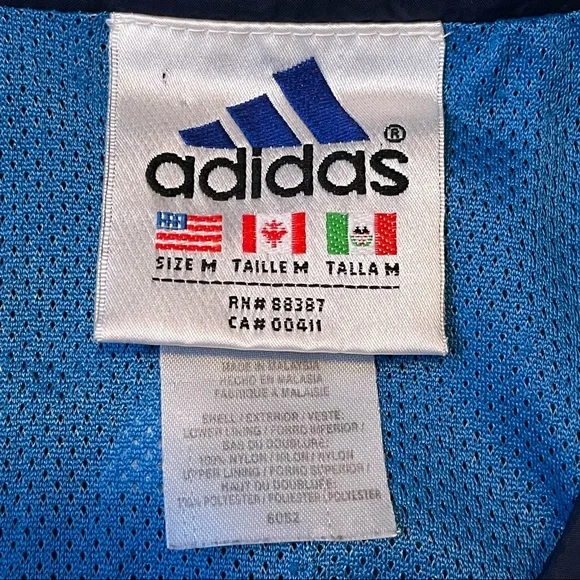 adidas®
SIZE M TAILLE M TALLA M
RN# 88387
CA# 00411
MADE IN MALAYSIA
HECHO EN MALASIA
FABRIQUE A MALAISIE
SHELL / EXTERIOR / VESTE:
LOWER LINING / FORRO INFERIOR /
BAS DU DOUBLURE:
100% NYLON / NILON / NYLON
UPPER LINING / FORRO SUPERIOR /
HAUT DU DOUBLURE:
100% POLYESTER / POLIESTER / POLYESTER
6052